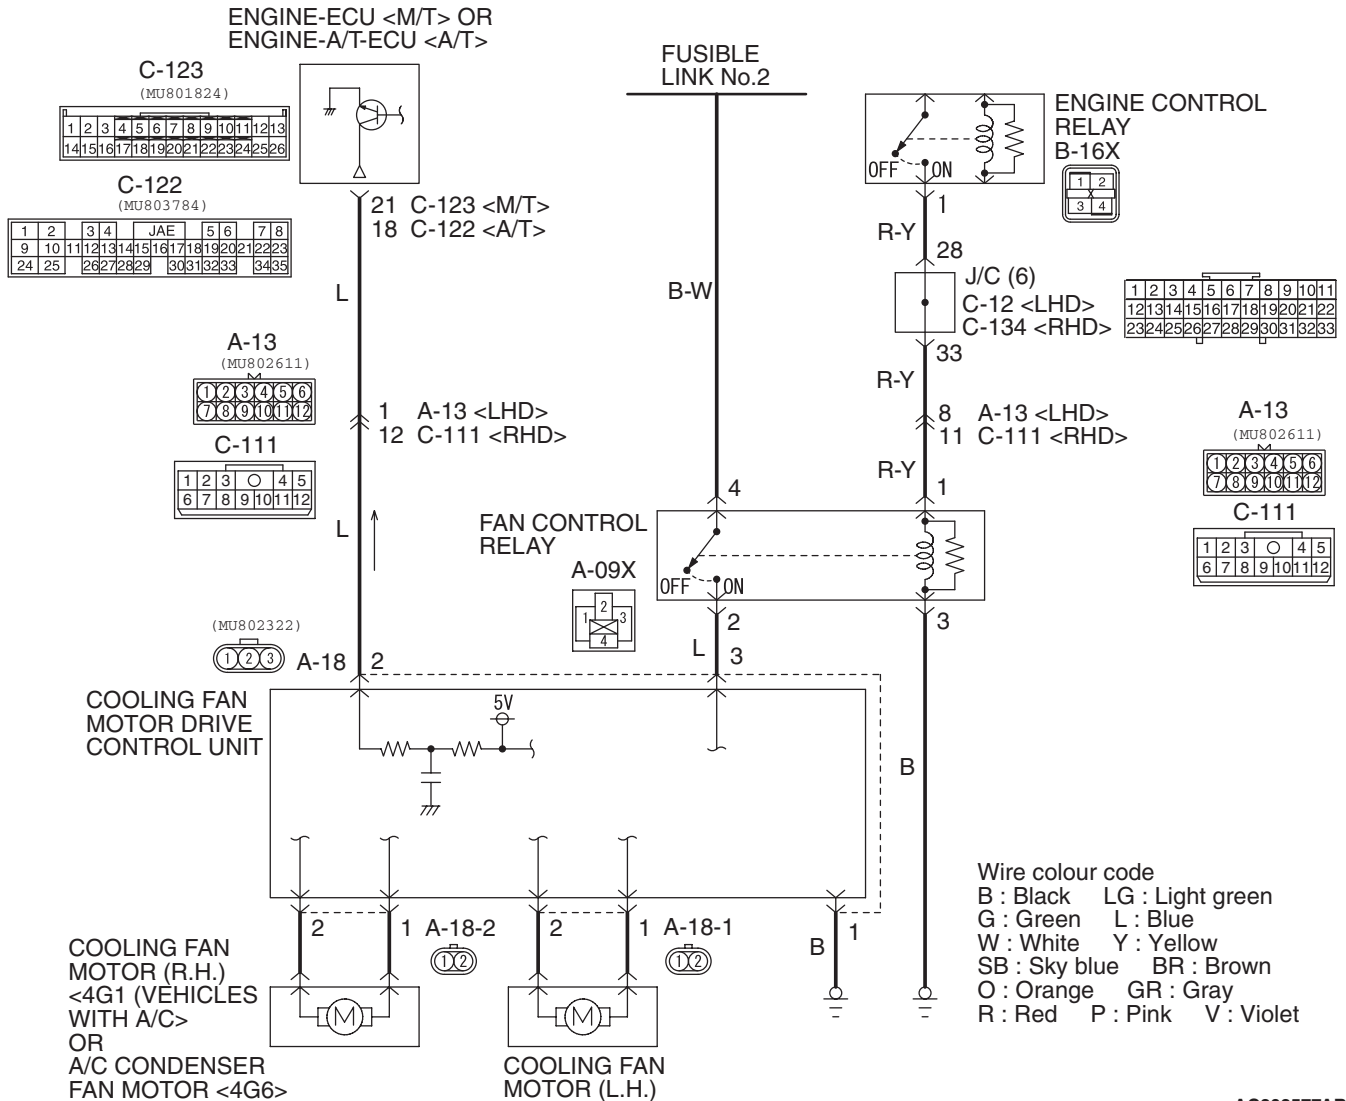 ENGINE-ECU <M/T> OR
ENGINE-A/T-ECU <A/T>
C-123
(MU801824)
1 2 3 4 5 6 7 8 9 10 11 12 13
14 15 16 17 18 19 20 21 22 23 24 25 26
C-122
(MU803784)
1 2 3 4 JAE 5 6 7 8
9 10 11 12 13 14 15 16 17 18 19 20 21 22 23
24 25 26 27 28 29 30 31 32 33 34 35
21 C-123 <M/T>
18 C-122 <A/T>
L
A-13
(MU802611)
1 2 3 4 5 6
7 8 9 10 11 12
1 A-13 <LHD>
12 C-111 <RHD>
C-111
1 2 3 4 5
6 7 8 9 10 11 12
L
FUSIBLE
LINK No.2
B-W
4
ENGINE CONTROL
RELAY
B-16X
OFF ON
1 2
X
3 4
1
R-Y
28
J/C (6)
C-12 <LHD>
C-134 <RHD>
1 2 3 4 5 6 7 8 9 10 11
12 13 14 15 16 17 18 19 20 21 22
23 24 25 26 27 28 29 30 31 32 33
33
R-Y
8 A-13 <LHD>
11 C-111 <RHD>
R-Y
1
A-13
(MU802611)
1 2 3 4 5 6
7 8 9 10 11 12
C-111
1 2 3 4 5
6 7 8 9 10 11 12
FAN CONTROL
RELAY
A-09X
2
1 3
4
OFF ON
2
3
L 3
(MU802322)
1 2 3
A-18 2
COOLING FAN
MOTOR DRIVE
CONTROL UNIT
5V
B
2 1 A-18-2
1 2
2 1 A-18-1
1 2
B 1
COOLING FAN
MOTOR (R.H.)
<4G1 (VEHICLES
WITH A/C>
OR
A/C CONDENSER
FAN MOTOR <4G6>
M
M
COOLING FAN
MOTOR (L.H.)
Wire colour code
B : Black LG : Light green
G : Green L : Blue
W : White Y : Yellow
SB : Sky blue BR : Brown
O : Orange GR : Gray
R : Red P : Pink V : Violet